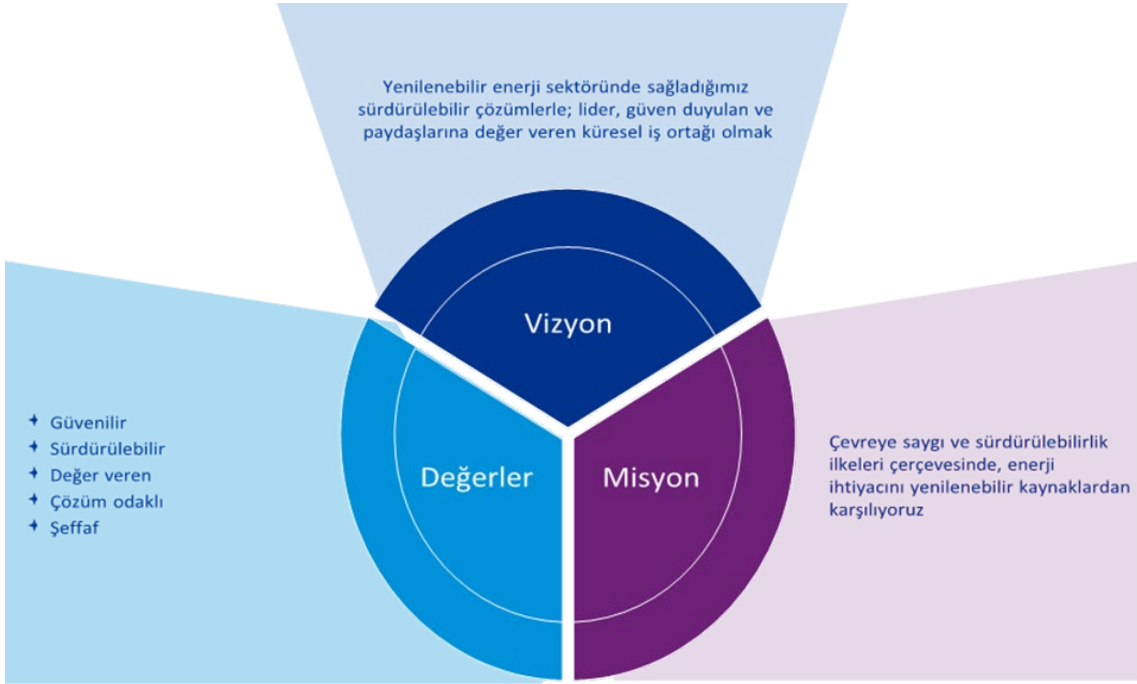 Yenilenebilir enerji sektöründe sağladığımız
sürdürülebilir çözümlerle; lider, güven duyulan ve
paydaşlarına değer veren küresel iş ortağı olmak
Vizyon
Değerler
Misyon
Güvenilir
Sürdürülebilir
Değer veren
Çözüm odaklı
Şeffaf
Çevreye saygı ve sürdürülebilirlik
ilkeleri çerçevesinde, enerji
ihtiyacını yenilenebilir kaynaklardan
karşılıyoruz